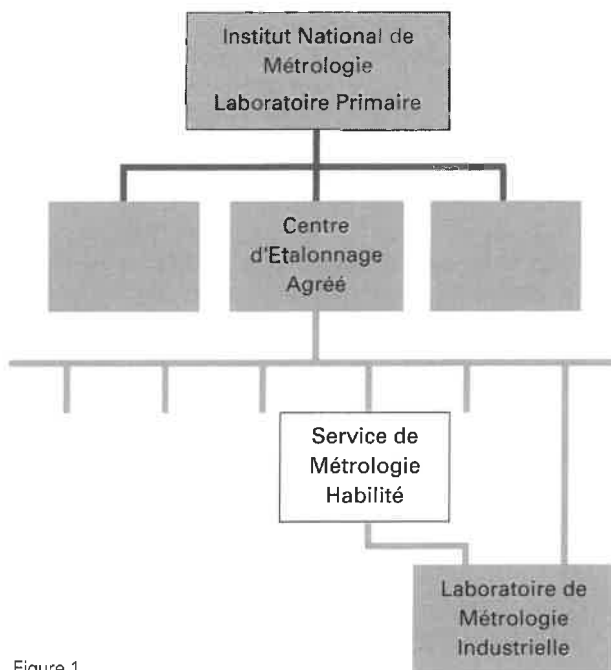 Institut National de
Métrologie
Laboratoire Primaire
Centre
d'Etalonnage
Agréé
Service de
Métrologie
Habilité
Laboratoire de
Métrologie
Industrielle
Figure 1